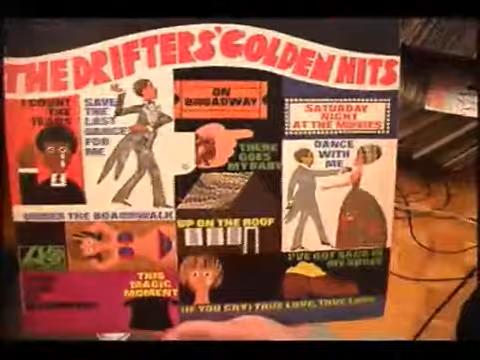 THE DRIFTERS' GOLDEN HITS
I COUNT
THE
TEARS
SAVE
THE
LAST
DANCE
FOR
ME
ON
BROADWAY
SATURDAY
NIGHT
AT THE MOVIES
THERE
GOES
MY BABY
DANCE
WITH
ME
UNDER THE BOARDWALK
UP ON THE ROOF
I'VE GOT SAND IN
MY SHOES
THIS
MAGIC
MOMENT
(IF YOU CRY) TRUE LOVE, TRUE LOVE